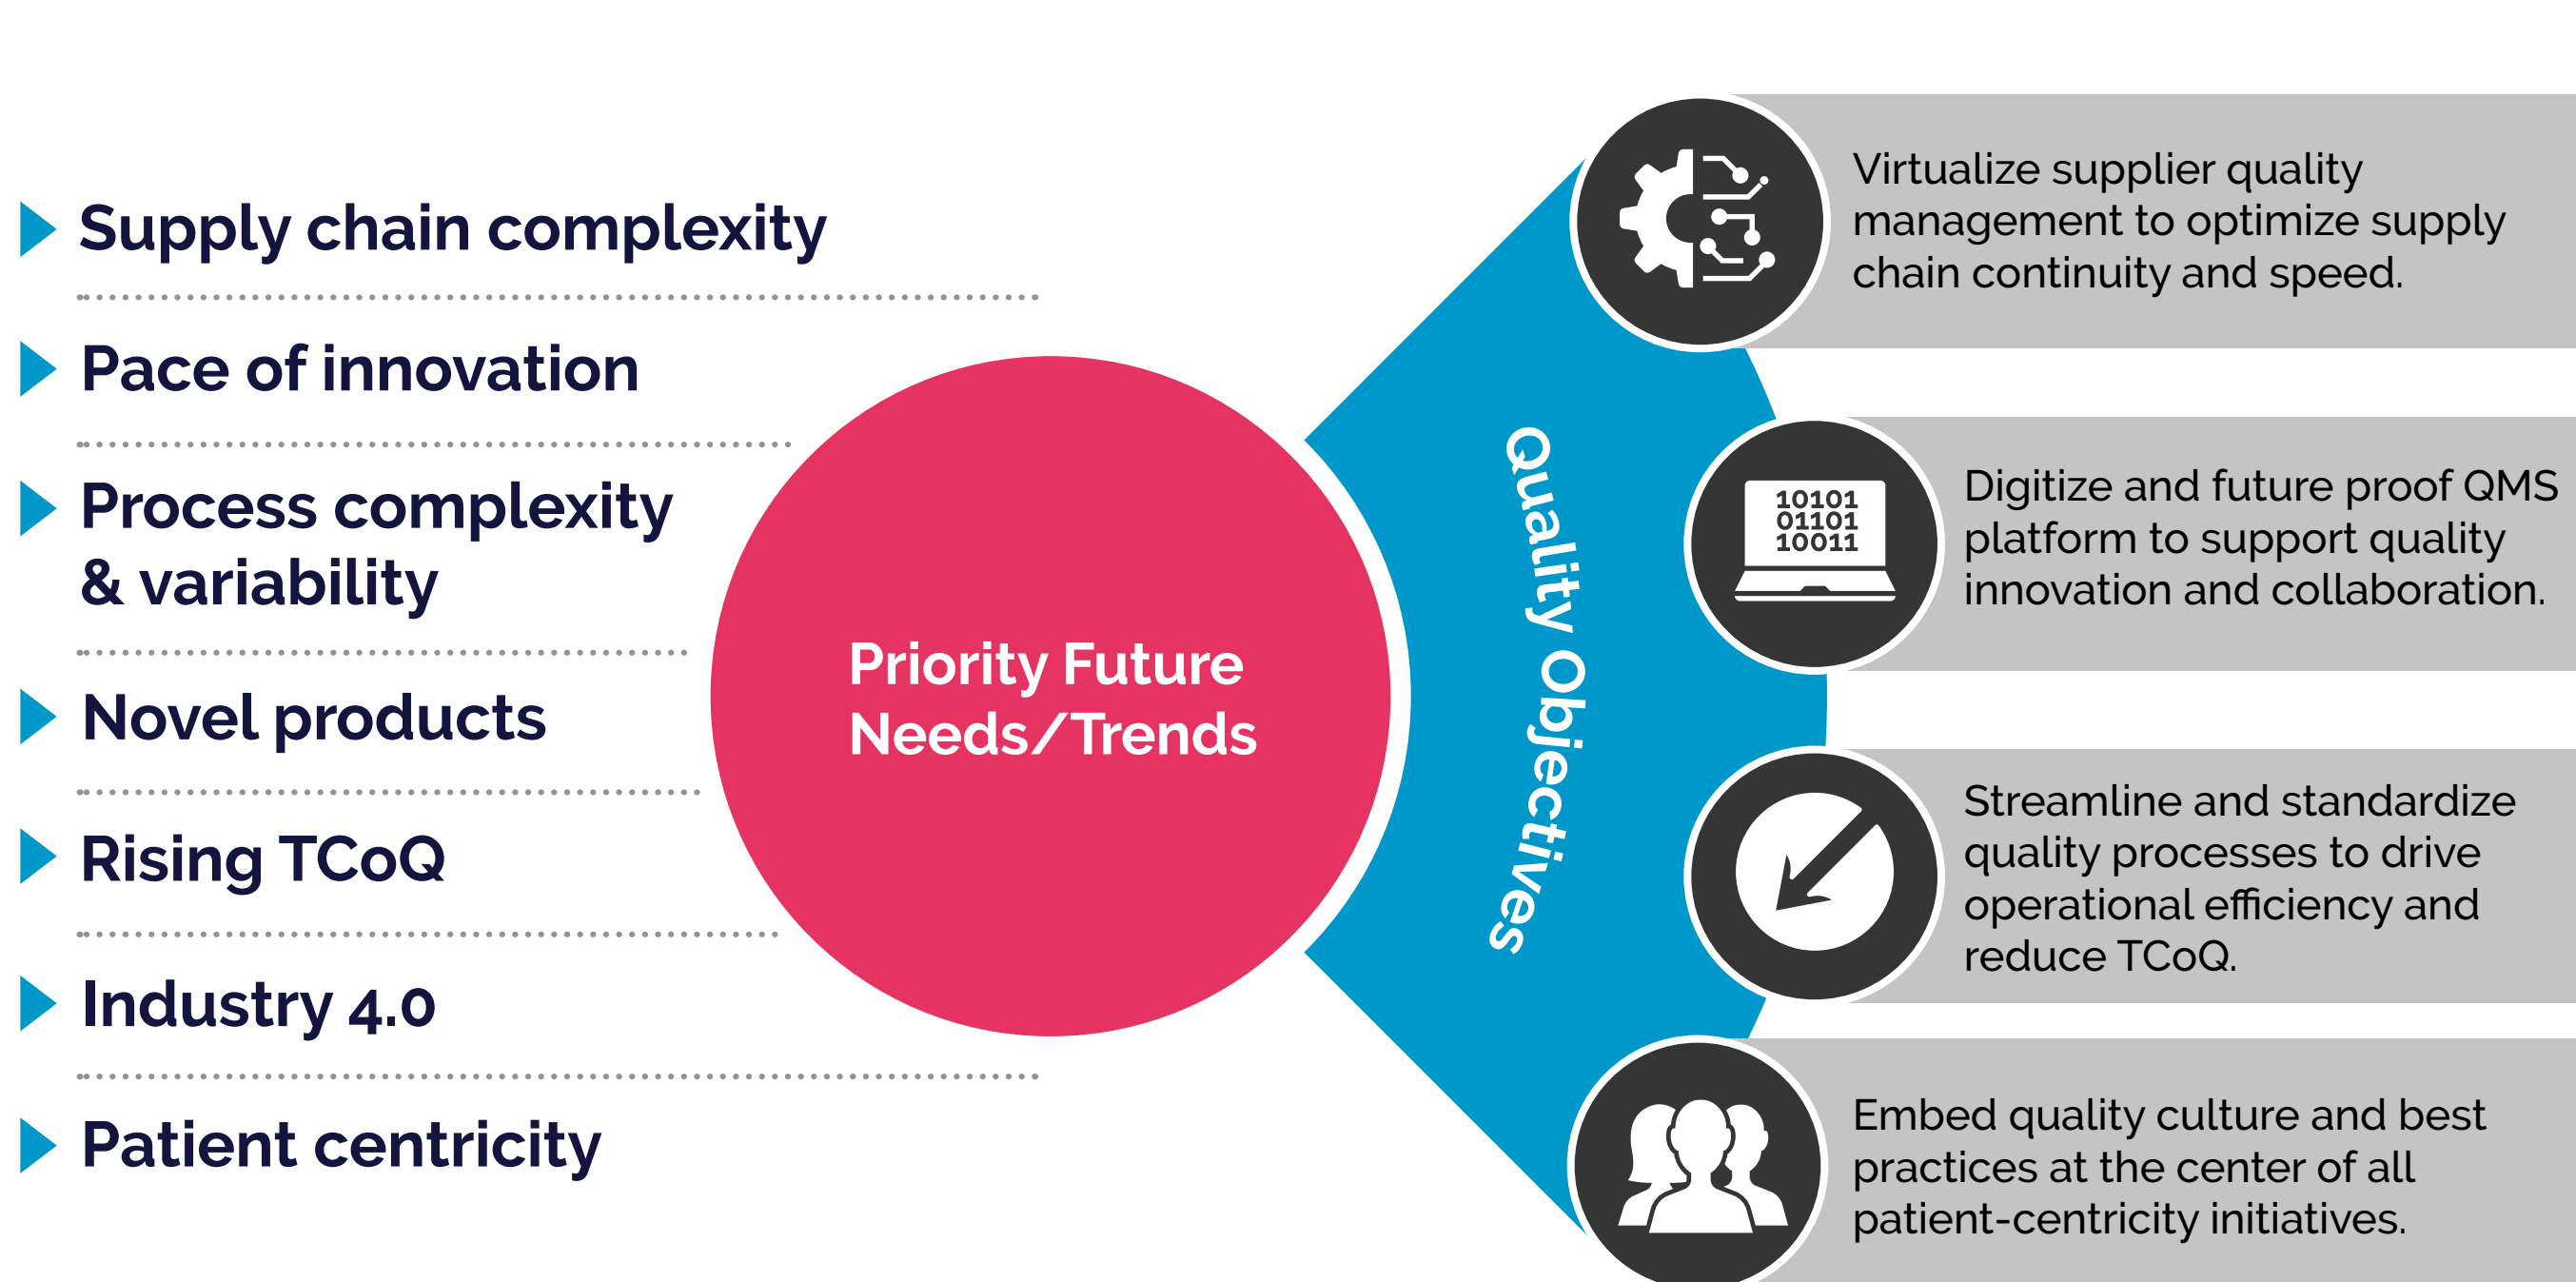 Supply chain complexity
Pace of innovation
Process complexity
& variability
Novel products
Rising TCoQ
Industry 4.0
Patient centricity
Priority Future
Needs/Trends
Quality Objectives
Virtualize supplier quality
management to optimize supply
chain continuity and speed.
10101
01101
10011
Digitize and future proof QMS
platform to support quality
innovation and collaboration.
Streamline and standardize
quality processes to drive
operational efficiency and
reduce TCoQ.
Embed quality culture and best
practices at the center of all
patient-centricity initiatives.